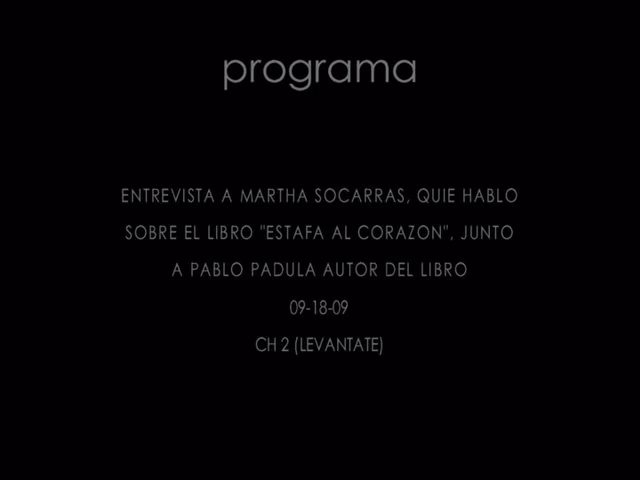 programa
ENTREVISTA A MARTHA SOCARRAS, QUIE HABLO
SOBRE EL LIBRO "ESTAFA AL CORAZON", JUNTO
A PABLO PADULA AUTOR DEL LIBRO
09-18-09
CH 2 (LEVANTATE)